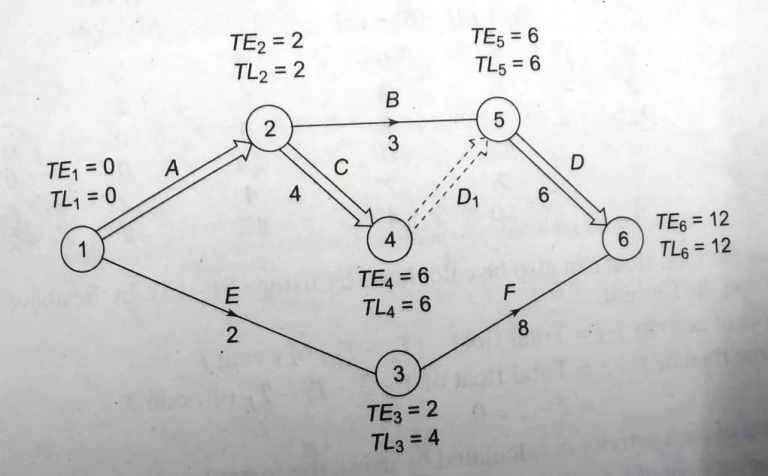 TE₂ = 2
TL₂ = 2
TE₅ = 6
TL₅ = 6
B
2
5
3
TE₁ = 0
TL₁ = 0
A
C
D
4
D₁
6
1
4
6
TE₆ = 12
TL₆ = 12
TE₄ = 6
TL₄ = 6
E
2
F
8
3
TE₃ = 2
TL₃ = 4